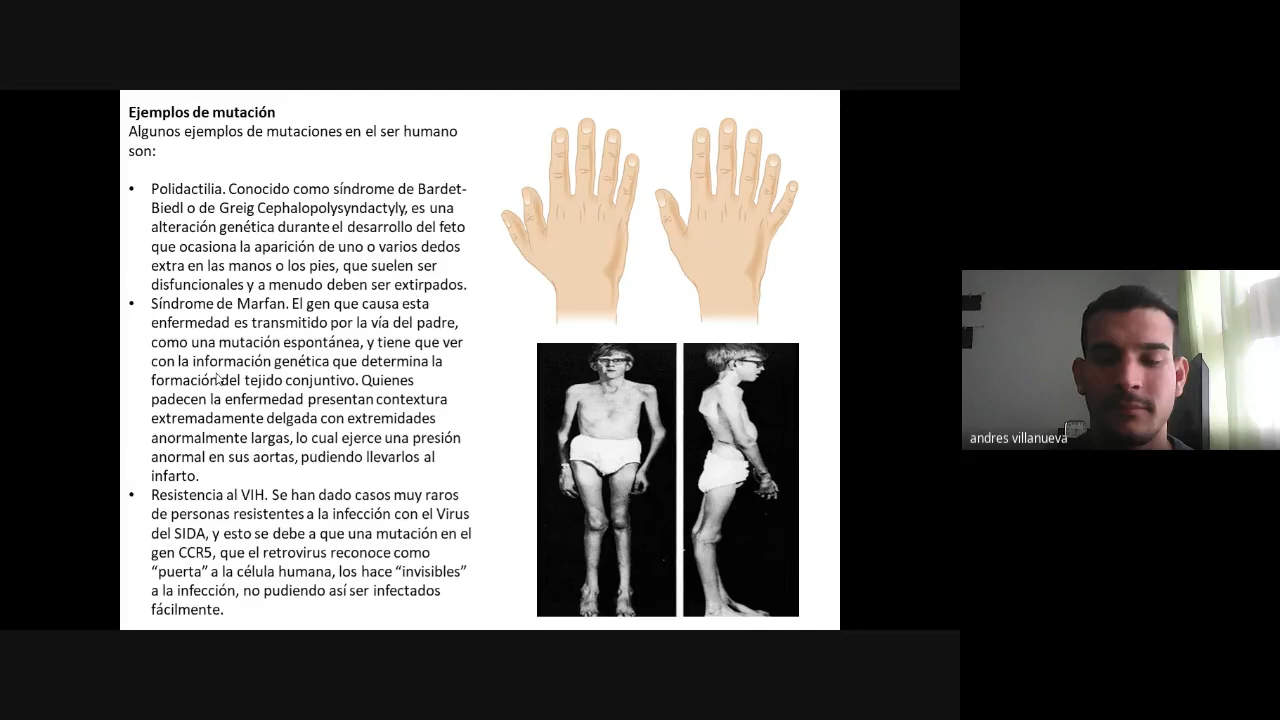 Ejemplos de mutación
Algunos ejemplos de mutaciones en el ser humano
son:
• Polidactilia. Conocido como síndrome de Bardet-
Biedl o de Greig Cephalopolysyndactyly, es una
alteración genética durante el desarrollo del feto
que ocasiona la aparición de uno o varios dedos
extra en las manos o los pies, que suelen ser
disfuncionales y a menudo deben ser extirpados.
• Síndrome de Marfan. El gen que causa esta
enfermedad es transmitido por la vía del padre,
como una mutación espontánea, y tiene que ver
con la información genética que determina la
formación del tejido conjuntivo. Quienes
padecen la enfermedad presentan contextura
extremadamente delgada con extremidades
anormalmente largas, lo cual ejerce una presión
anormal en sus aortas, pudiendo llevarlos al
infarto.
• Resistencia al VIH. Se han dado casos muy raros
de personas resistentes a la infección con el Virus
del SIDA, y esto se debe a que una mutación en el
gen CCR5, que el retrovirus reconoce como
“puerta” a la célula humana, los hace “invisibles”
a la infección, no pudiendo así ser infectados
fácilmente.
andres villanueva